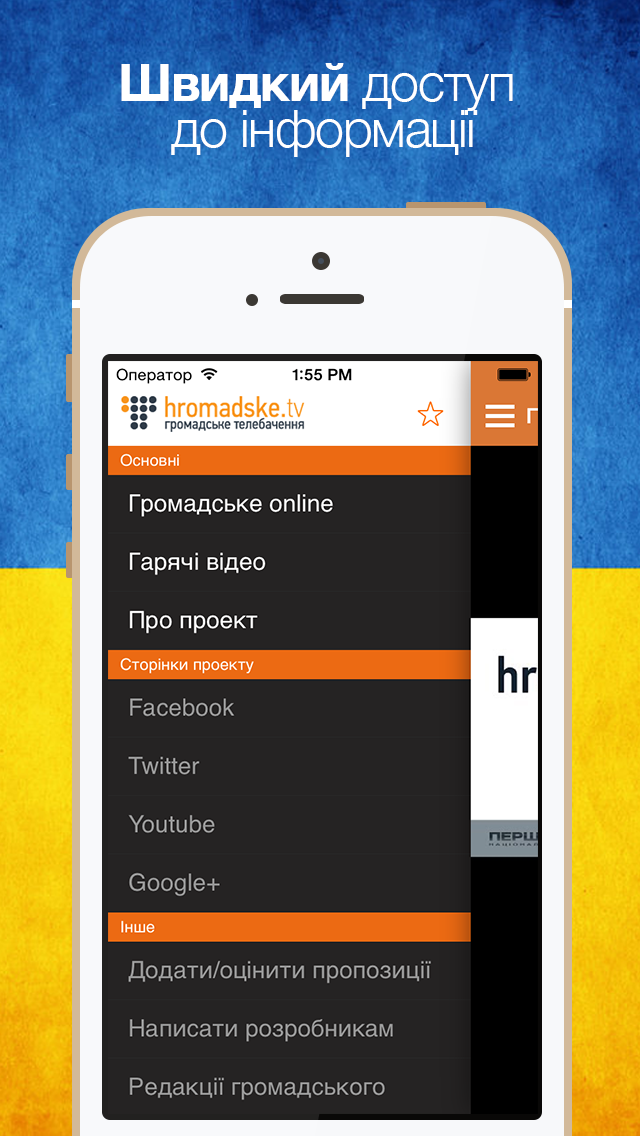 Швидкий доступ
до інформації
Оператор 1:55 PM
hromadske.tv
громадське телебачення
Основні
Громадське online
Гарячі відео
Про проект
Сторінки проекту
Facebook
Twitter
Youtube
Google+
Інше
Додати/оцінити пропозиції
Написати розробникам
Редакції громадського
hr
ПЕРШ
НАЦІОНАЛ